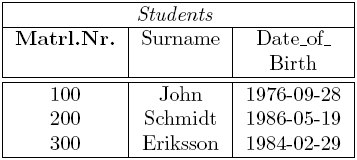 Students
Matrl.Nr. Surname Date_of_
Birth
100 John 1976-09-28
200 Schmidt 1986-05-19
300 Eriksson 1984-02-29